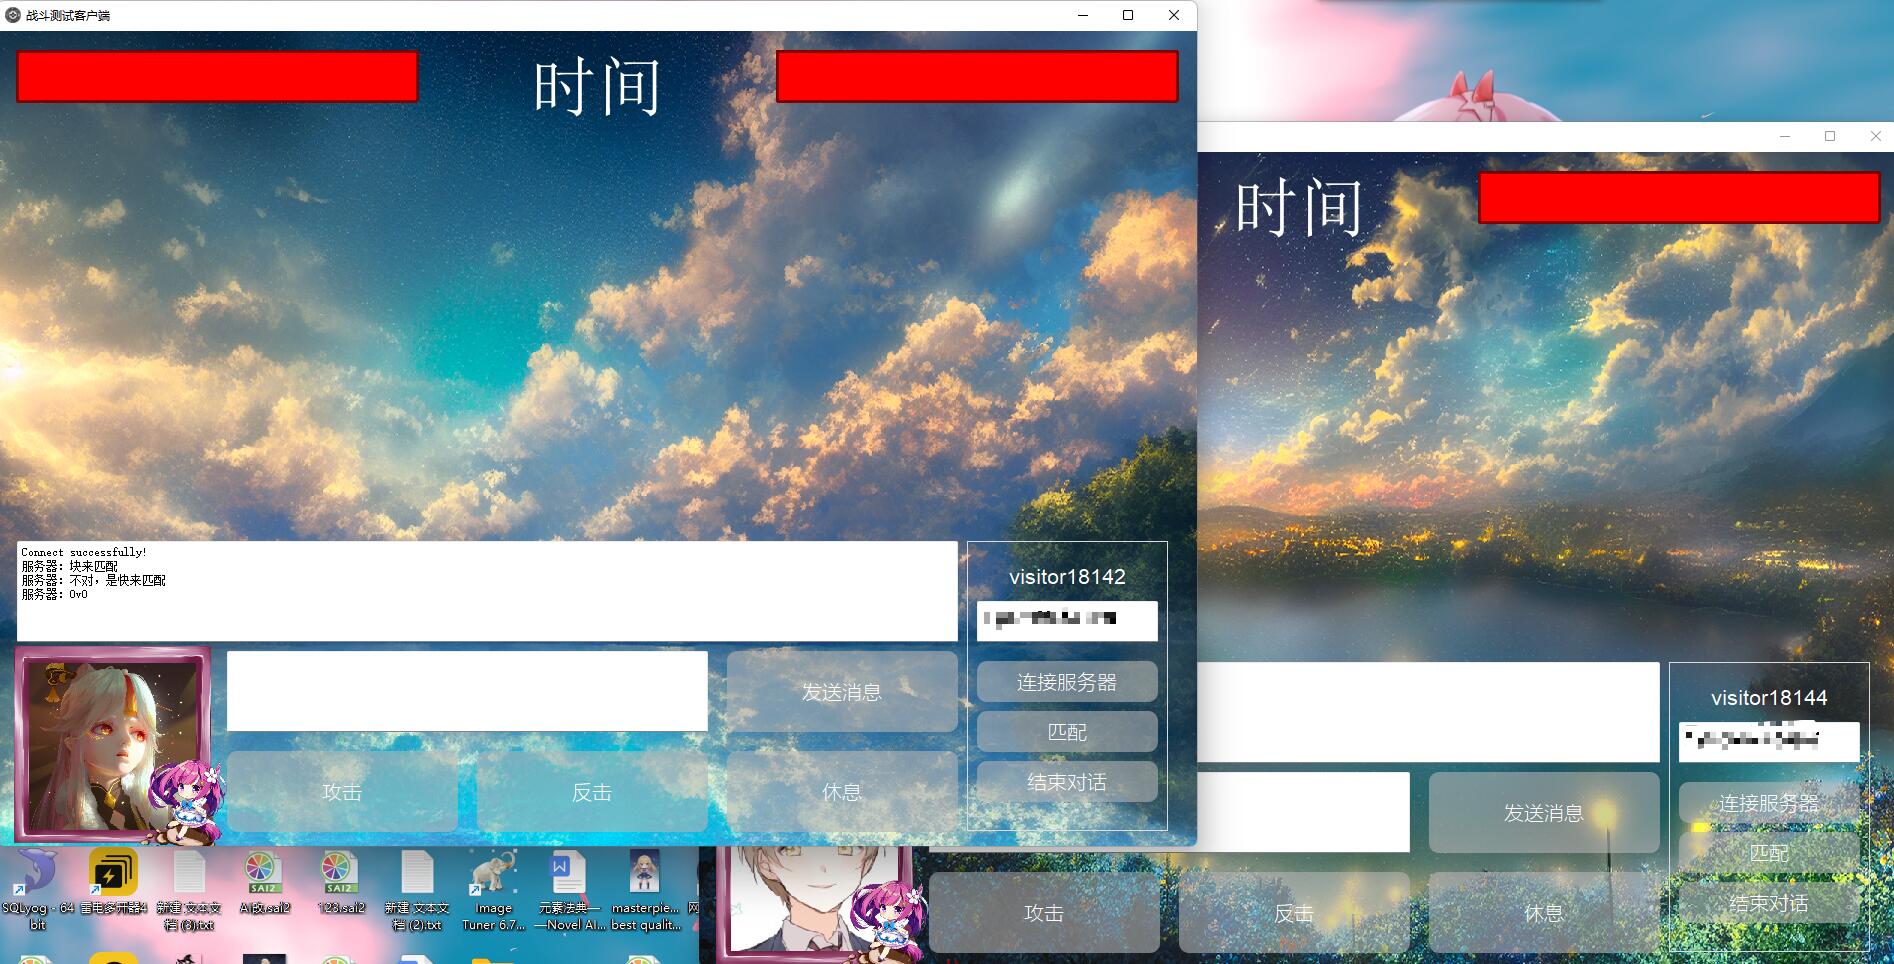 战斗测试客户端
时间
时间
Connect successfully!
服务器：块来匹配
服务器：不对，是快来匹配
服务器：0v0
visitor18142
连接服务器
匹配
结束对话
发送消息
攻击
反击
休息
visitor18144
连接服务器
匹配
结束对话
发送消息
攻击
反击
休息
SQLyog - 64 bit
雷电多开器4
新建 文本文档 (3).txt
AI改.sai2
SAI2
123.sai2
SAI2
新建 文本文档 (2).txt
Image Tuner 6.7...
元素法典——Novel AI...
masterpie... best qualit...
网